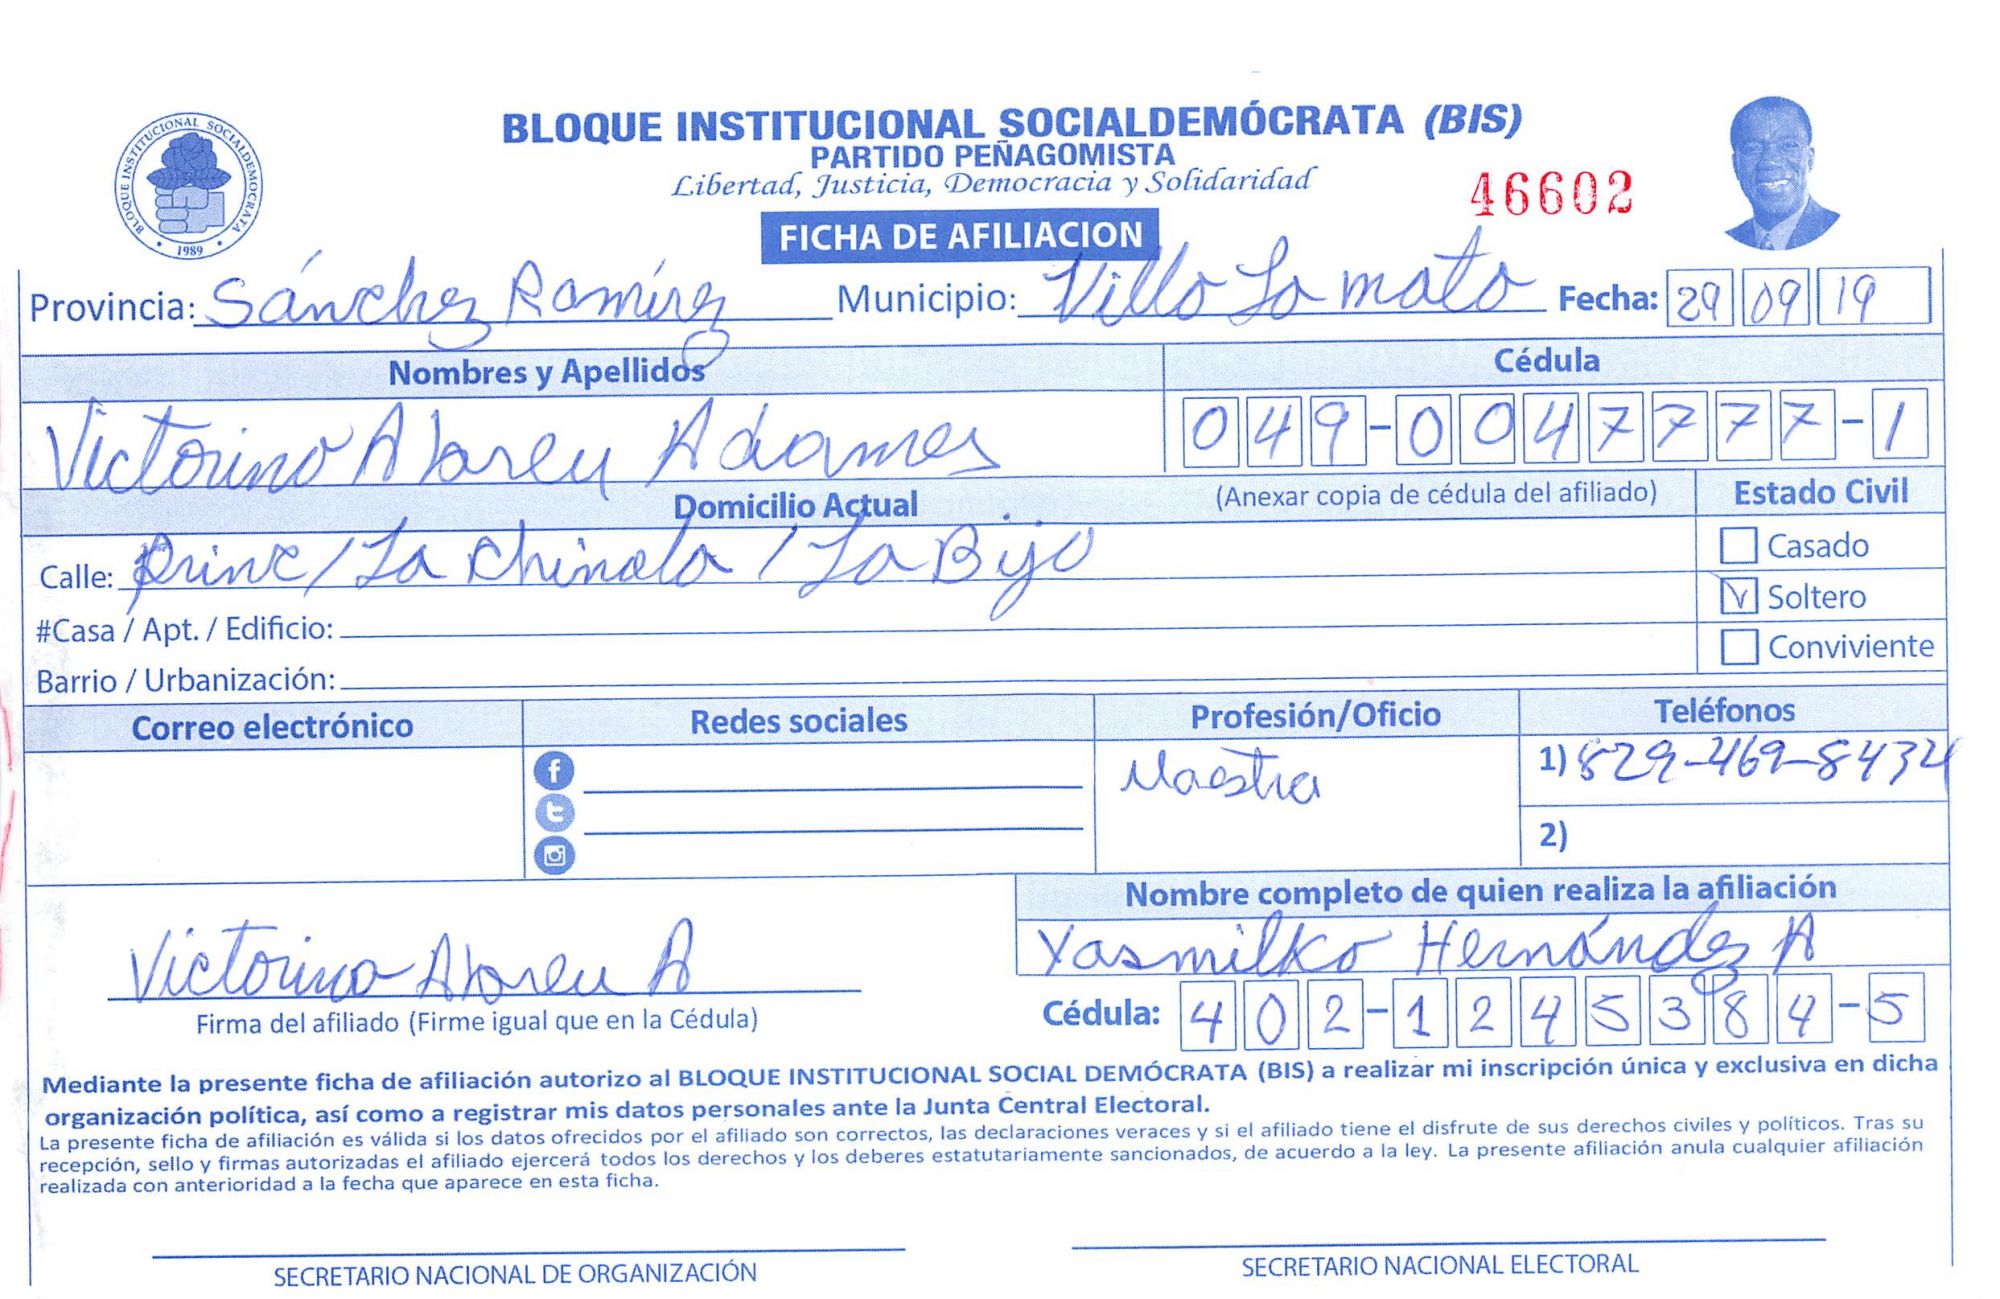 BLOQUE INSTITUCIONAL SOCIALDEMOCRATA
1989
BLOQUE INSTITUCIONAL SOCIALDEMÓCRATA (BIS)
PARTIDO PEÑAGOMISTA
Libertad, Justicia, Democracia y Solidaridad
46602
FICHA DE AFILIACION
Provincia: Sánchez Ramírez Municipio: Villa La mata Fecha: 29 09 19
Nombres y Apellidos Cédula
Victorino Abreu Adames 049-0047777-1
Domicilio Actual (Anexar copia de cédula del afiliado) Estado Civil
Calle: princ/La Chinola / La Bija
Casado
#Casa / Apt. / Edificio:
Soltero
Barrio / Urbanización:
Conviviente
Correo electrónico Redes sociales Profesión/Oficio Teléfonos
Maestra 1) 829-469-8434
2)
Nombre completo de quien realiza la afiliación
Victorino Abreu A Yasmilka Hernández A
Firma del afiliado (Firme igual que en la Cédula) Cédula: 402-1245384-5
Mediante la presente ficha de afiliación autorizo al BLOQUE INSTITUCIONAL SOCIAL DEMÓCRATA (BIS) a realizar mi inscripción única y exclusiva en dicha
organización política, así como a registrar mis datos personales ante la Junta Central Electoral.
La presente ficha de afiliación es válida si los datos ofrecidos por el afiliado son correctos, las declaraciones veraces y si el afiliado tiene el disfrute de sus derechos civiles y políticos. Tras su
recepción, sello y firmas autorizadas el afiliado ejercerá todos los derechos y los deberes estatutariamente sancionados, de acuerdo a la ley. La presente afiliación anula cualquier afiliación
realizada con anterioridad a la fecha que aparece en esta ficha.
SECRETARIO NACIONAL DE ORGANIZACIÓN SECRETARIO NACIONAL ELECTORAL